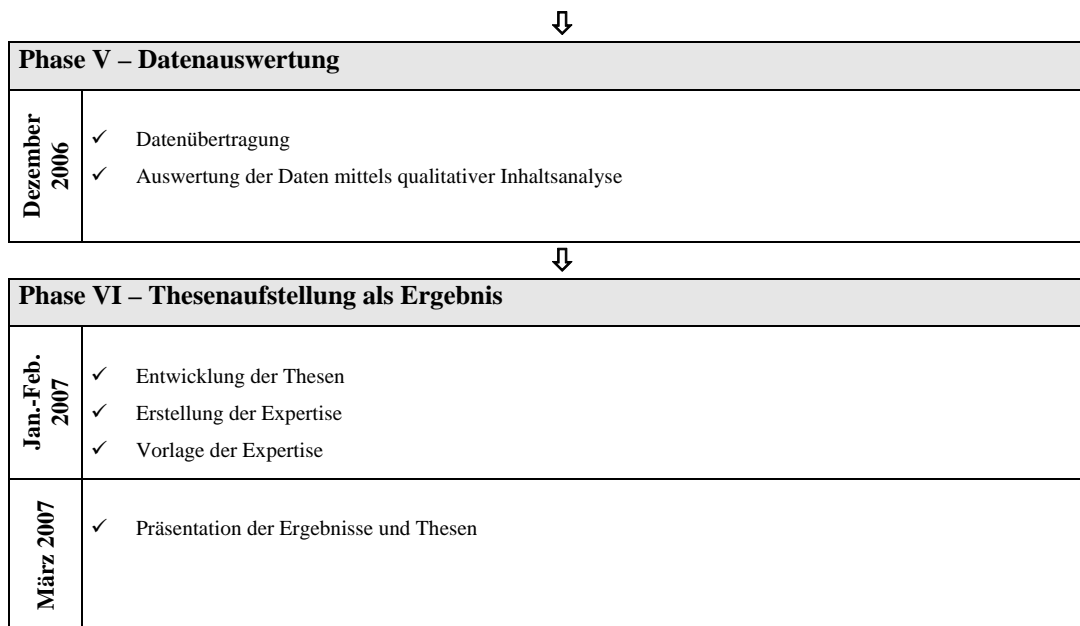 ⇩
Phase V – Datenauswertung
Dezember
2006
✓ Datenübertragung
✓ Auswertung der Daten mittels qualitativer Inhaltsanalyse
⇩
Phase VI – Thesenaufstellung als Ergebnis
Jan.-Feb.
2007
✓ Entwicklung der Thesen
✓ Erstellung der Expertise
✓ Vorlage der Expertise
März 2007
✓ Präsentation der Ergebnisse und Thesen